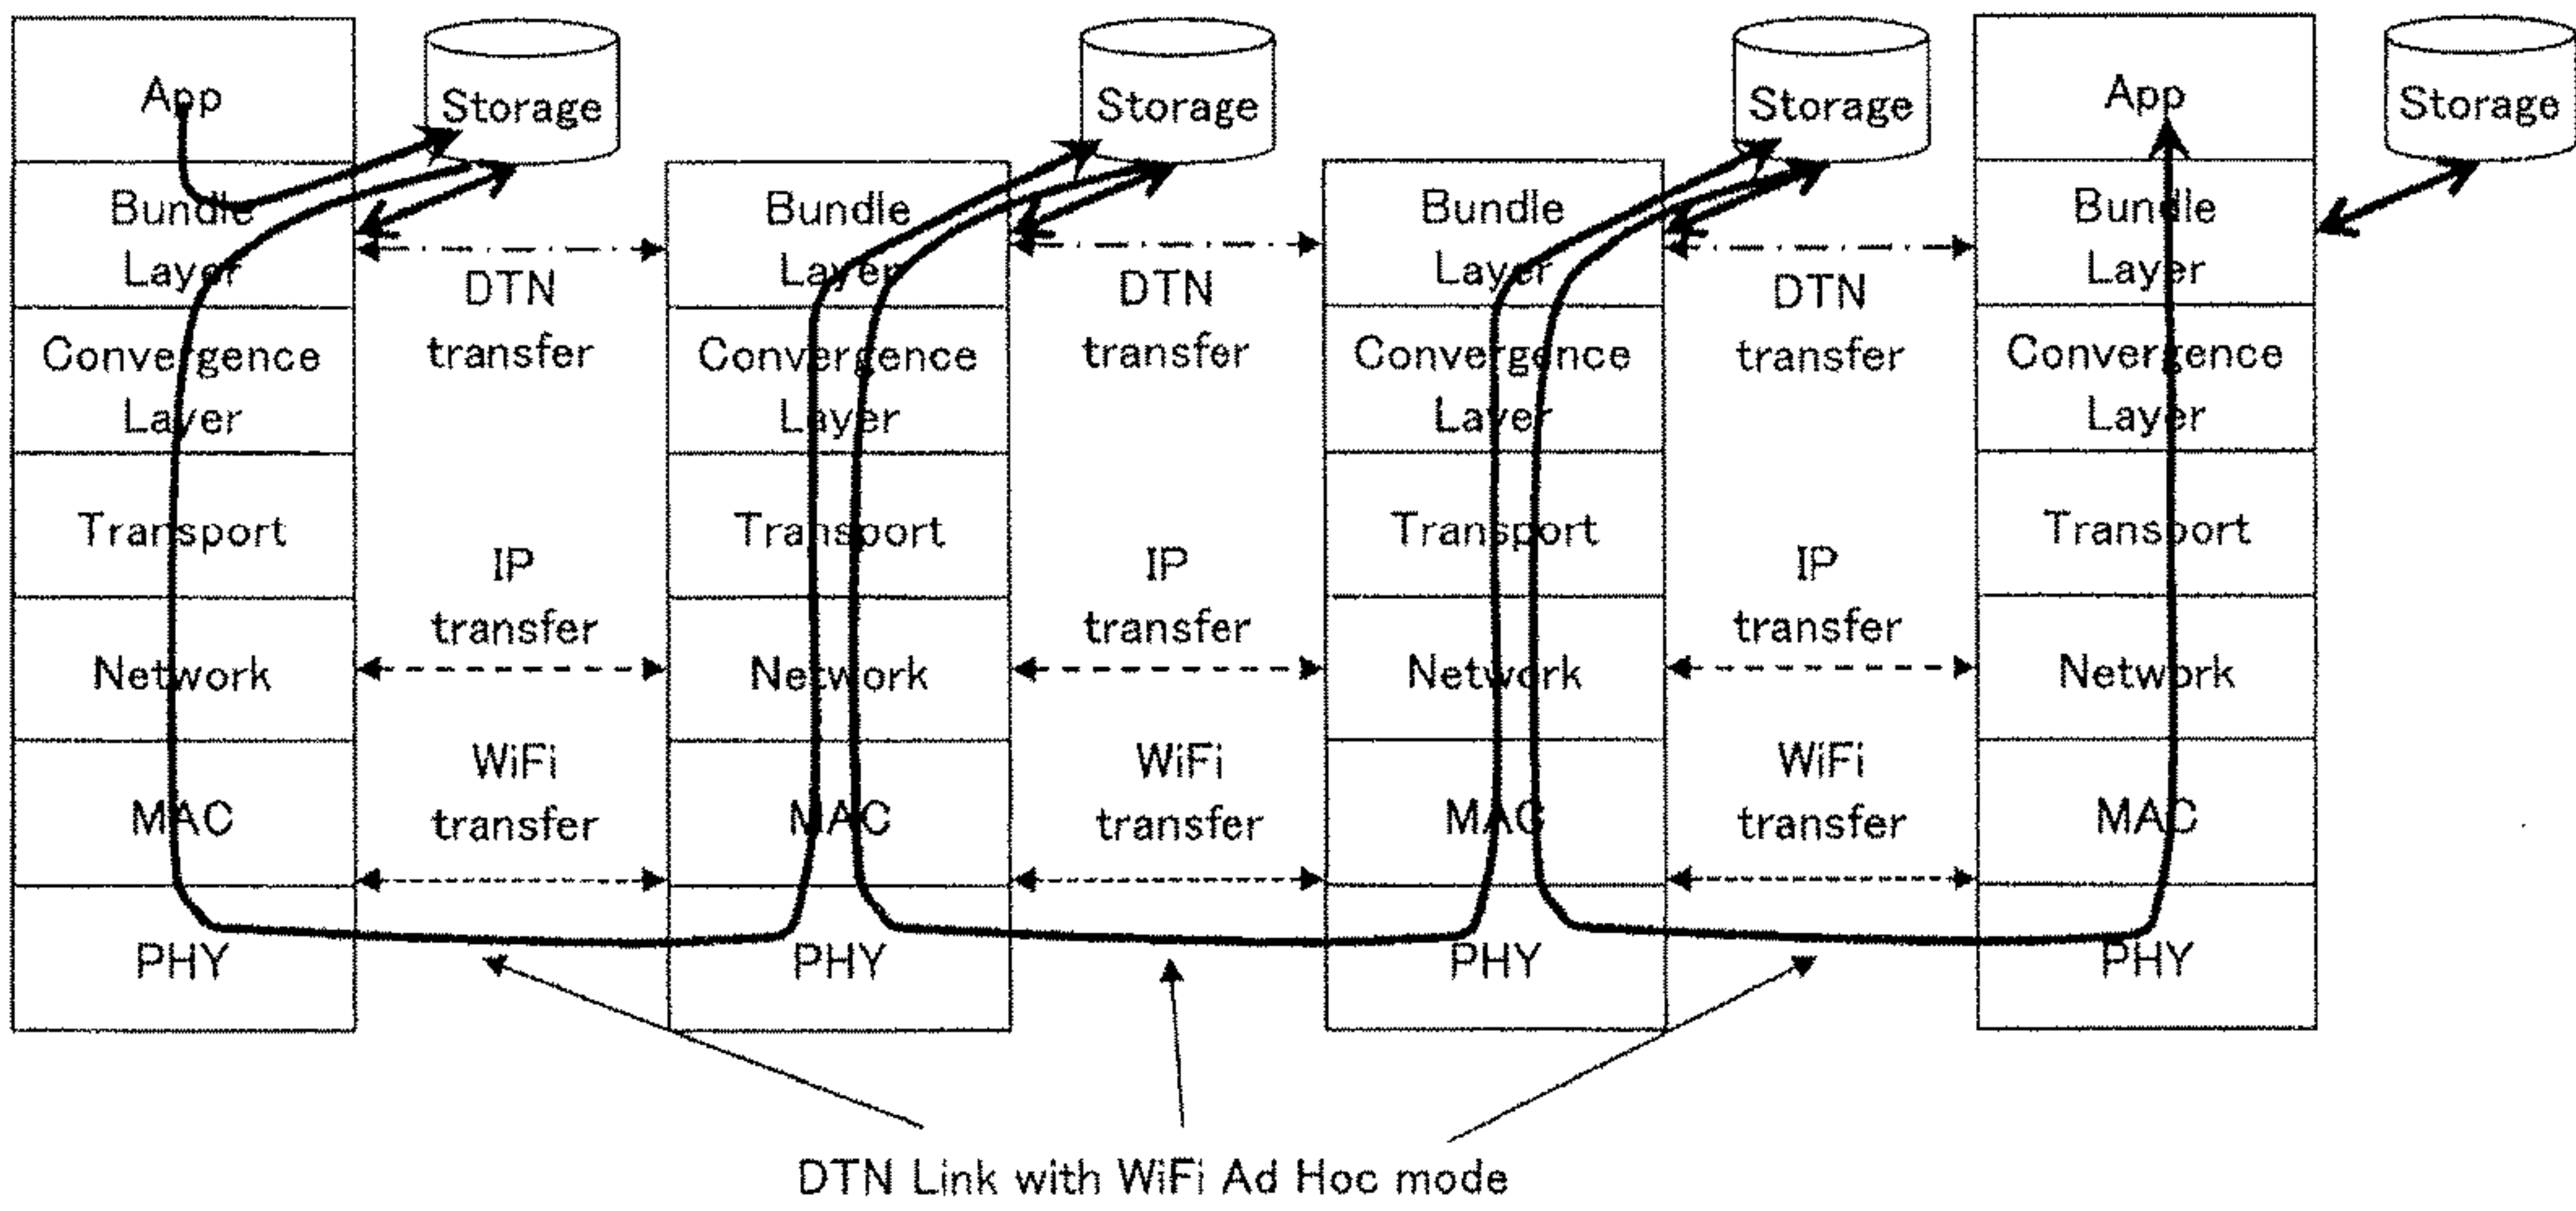 App
Storage
Bundle
Layer
Convergence
Layer
Transport
Network
MAC
PHY
DTN
transfer
IP
transfer
WiFi
transfer
Storage
Bundle
Layer
Convergence
Layer
Transport
Network
MAC
PHY
DTN
transfer
IP
transfer
WiFi
transfer
Storage
Bundle
Layer
Convergence
Layer
Transport
Network
MAC
PHY
DTN
transfer
IP
transfer
WiFi
transfer
App
Storage
Bundle
Layer
Convergence
Layer
Transport
Network
MAC
PHY
DTN Link with WiFi Ad Hoc mode